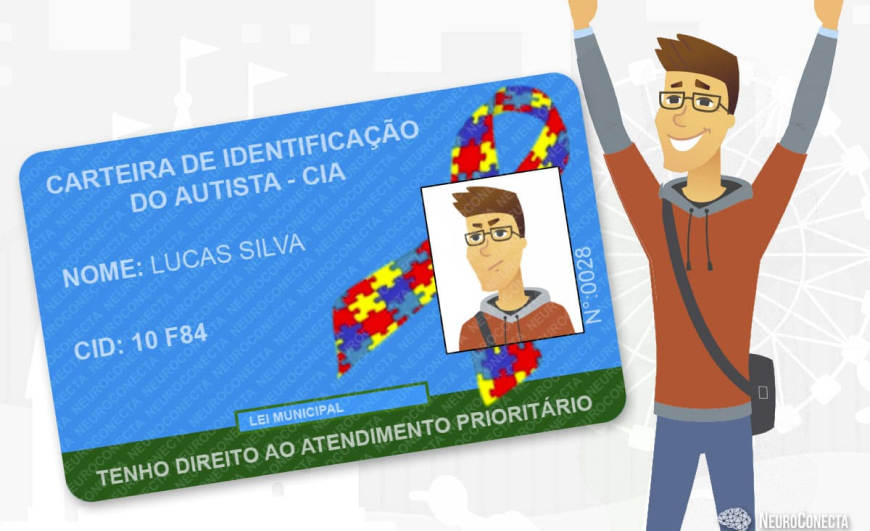 CARTEIRA DE IDENTIFICAÇÃO
DO AUTISTA - CIA
NOME: LUCAS SILVA
CID: 10 F84
Nº:0028
LEI MUNICIPAL
TENHO DIREITO AO ATENDIMENTO PRIORITÁRIO
NEUROCONECTA